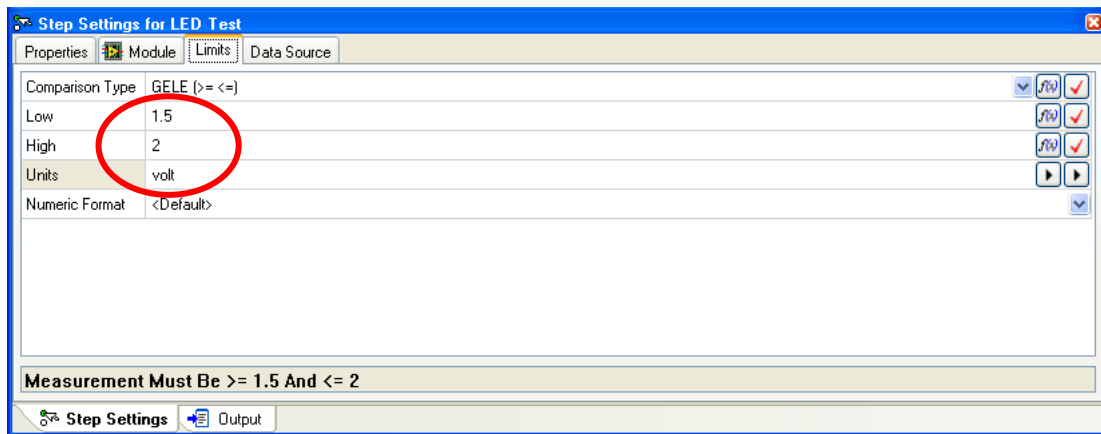 Step Settings for LED Test
Properties Module Limits Data Source
Comparison Type GELE (>= <=) f(x)
Low 1.5 f(x)
High 2 f(x)
Units volt
Numeric Format <Default>
Measurement Must Be >= 1.5 And <= 2
Step Settings Output